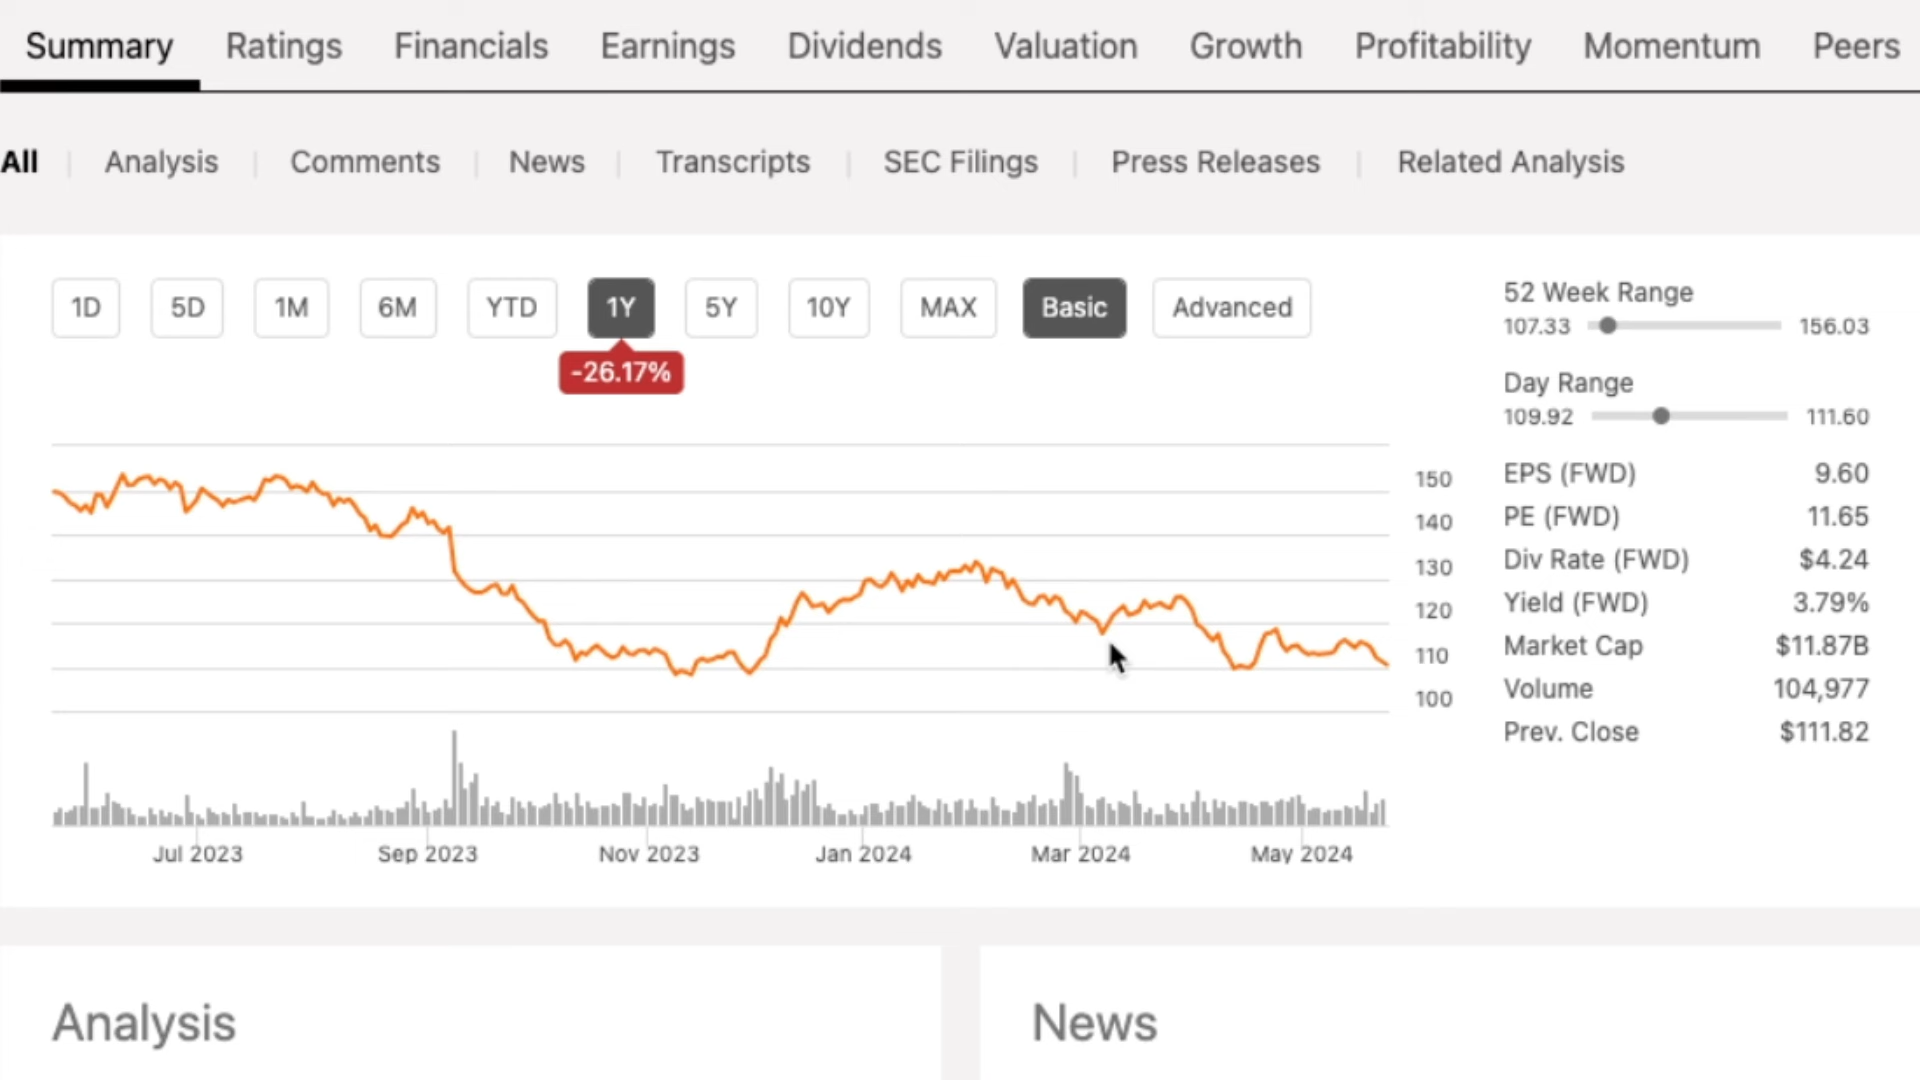 Summary Ratings Financials Earnings Dividends Valuation Growth Profitability Momentum Peers
All Analysis Comments News Transcripts SEC Filings Press Releases Related Analysis
1D 5D 1M 6M YTD 1Y 5Y 10Y MAX Basic Advanced
-26.17%
150
140
130
120
110
100
Jul 2023 Sep 2023 Nov 2023 Jan 2024 Mar 2024 May 2024
52 Week Range
107.33 156.03
Day Range
109.92 111.60
EPS (FWD) 9.60
PE (FWD) 11.65
Div Rate (FWD) $4.24
Yield (FWD) 3.79%
Market Cap $11.87B
Volume 104,977
Prev. Close $111.82
Analysis
News